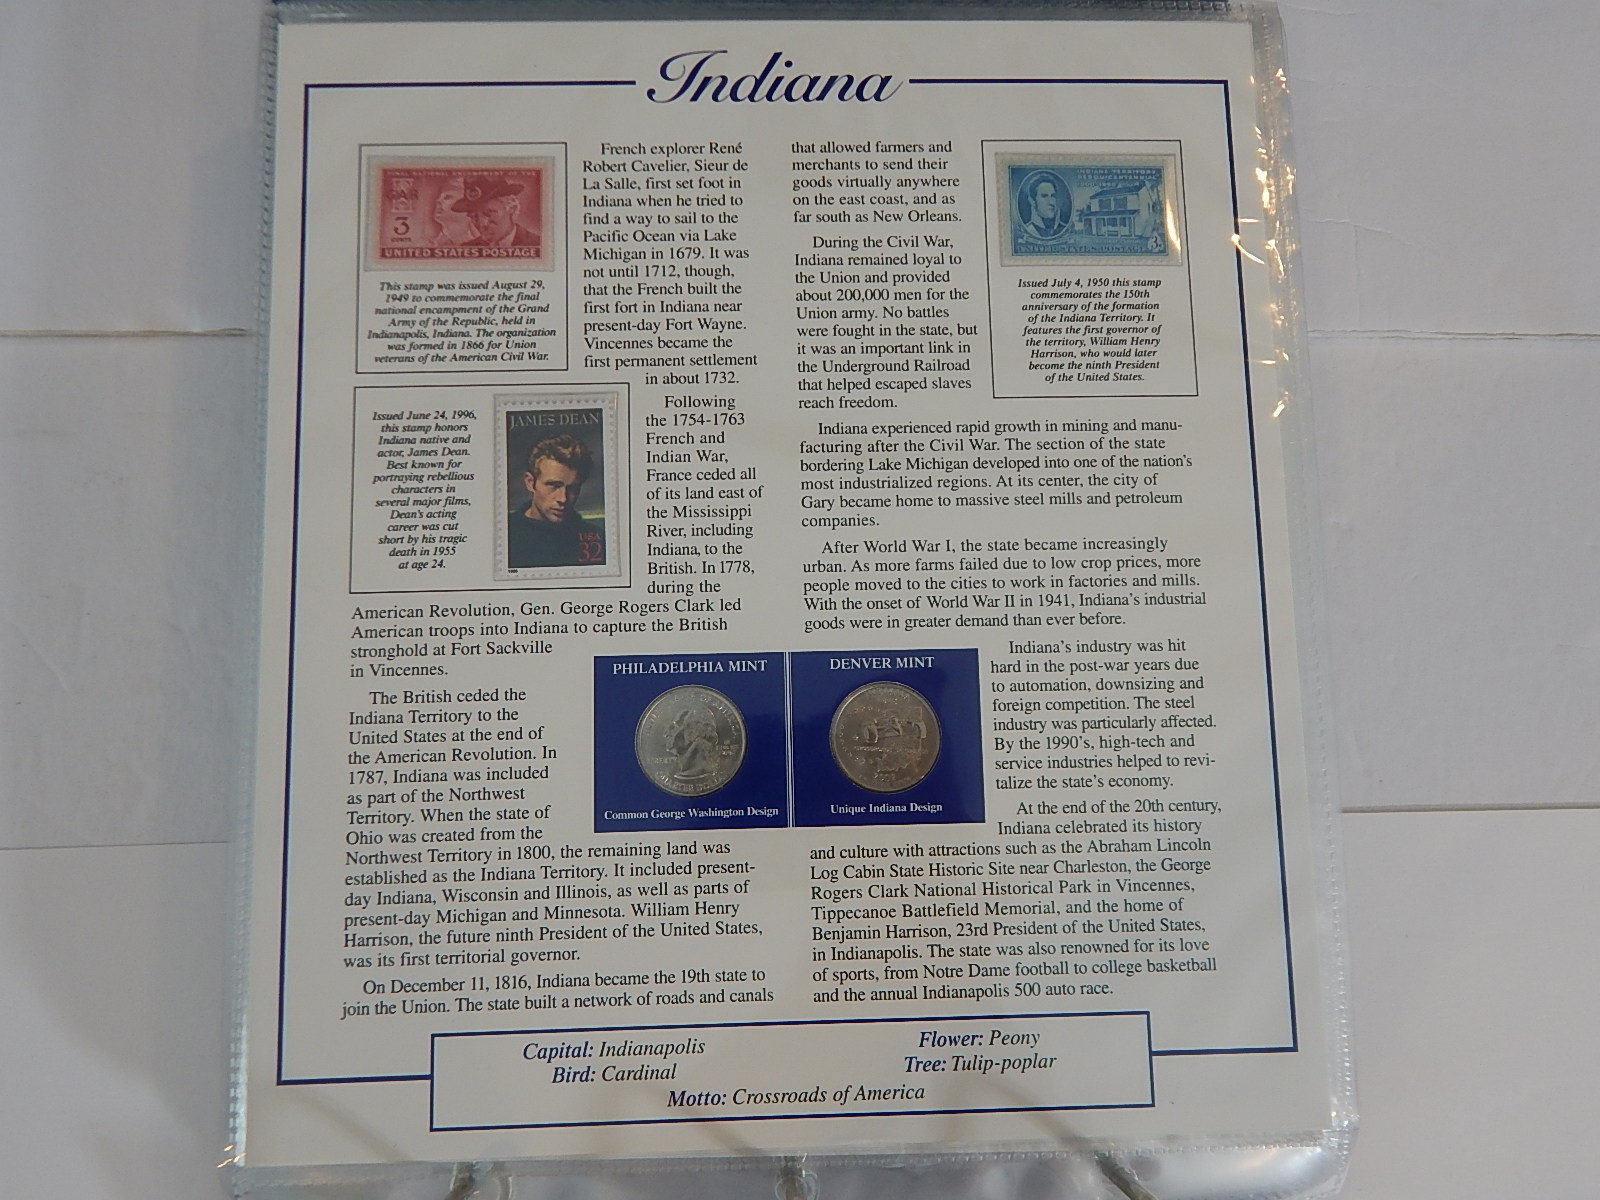 Indiana
FINAL NATIONAL ENCAMPMENT OF THE
3
CENTS
UNITED STATES POSTAGE
This stamp was issued August 29,
1949 to commemorate the final
national encampment of the Grand
Army of the Republic, held in
Indianapolis, Indiana. The organization
was formed in 1866 for Union
veterans of the American Civil War.
Issued June 24, 1996,
this stamp honors
Indiana native and
actor, James Dean.
Best known for
portraying rebellious
characters in
several major films,
Dean's acting
career was cut
short by his tragic
death in 1955
at age 24.
JAMES DEAN
USA
32
1996
French explorer René
Robert Cavelier, Sieur de
La Salle, first set foot in
Indiana when he tried to
find a way to sail to the
Pacific Ocean via Lake
Michigan in 1679. It was
not until 1712, though,
that the French built the
first fort in Indiana near
present-day Fort Wayne.
Vincennes became the
first permanent settlement
in about 1732.
Following
the 1754-1763
French and
Indian War,
France ceded all
of its land east of
the Mississippi
River, including
Indiana, to the
British. In 1778,
during the
American Revolution, Gen. George Rogers Clark led
American troops into Indiana to capture the British
stronghold at Fort Sackville
in Vincennes.
The British ceded the
Indiana Territory to the
United States at the end of
the American Revolution. In
1787, Indiana was included
as part of the Northwest
Territory. When the state of
Ohio was created from the
Northwest Territory in 1800, the remaining land was
established as the Indiana Territory. It included present-
day Indiana, Wisconsin and Illinois, as well as parts of
present-day Michigan and Minnesota. William Henry
Harrison, the future ninth President of the United States,
was its first territorial governor.
On December 11, 1816, Indiana became the 19th state to
join the Union. The state built a network of roads and canals
that allowed farmers and
merchants to send their
goods virtually anywhere
on the east coast, and as
far south as New Orleans.
During the Civil War,
Indiana remained loyal to
the Union and provided
about 200,000 men for the
Union army. No battles
were fought in the state, but
it was an important link in
the Underground Railroad
that helped escaped slaves
reach freedom.
INDIANA TERRITORY
SESQUICENTENNIAL
UNITED STATES POSTAGE
3¢
Issued July 4, 1950 this stamp
commemorates the 150th
anniversary of the formation
of the Indiana Territory. It
features the first governor of
the territory, William Henry
Harrison, who would later
become the ninth President
of the United States.
Indiana experienced rapid growth in mining and manu-
facturing after the Civil War. The section of the state
bordering Lake Michigan developed into one of the nation's
most industrialized regions. At its center, the city of
Gary became home to massive steel mills and petroleum
companies.
After World War I, the state became increasingly
urban. As more farms failed due to low crop prices, more
people moved to the cities to work in factories and mills.
With the onset of World War II in 1941, Indiana's industrial
goods were in greater demand than ever before.
Indiana's industry was hit
hard in the post-war years due
to automation, downsizing and
foreign competition. The steel
industry was particularly affected.
By the 1990's, high-tech and
service industries helped to revi-
talize the state's economy.
At the end of the 20th century,
Indiana celebrated its history
and culture with attractions such as the Abraham Lincoln
Log Cabin State Historic Site near Charleston, the George
Rogers Clark National Historical Park in Vincennes,
Tippecanoe Battlefield Memorial, and the home of
Benjamin Harrison, 23rd President of the United States,
in Indianapolis. The state was also renowned for its love
of sports, from Notre Dame football to college basketball
and the annual Indianapolis 500 auto race.
PHILADELPHIA MINT
Common George Washington Design
DENVER MINT
2002
Unique Indiana Design
Capital: Indianapolis
Bird: Cardinal
Flower: Peony
Tree: Tulip-poplar
Motto: Crossroads of America